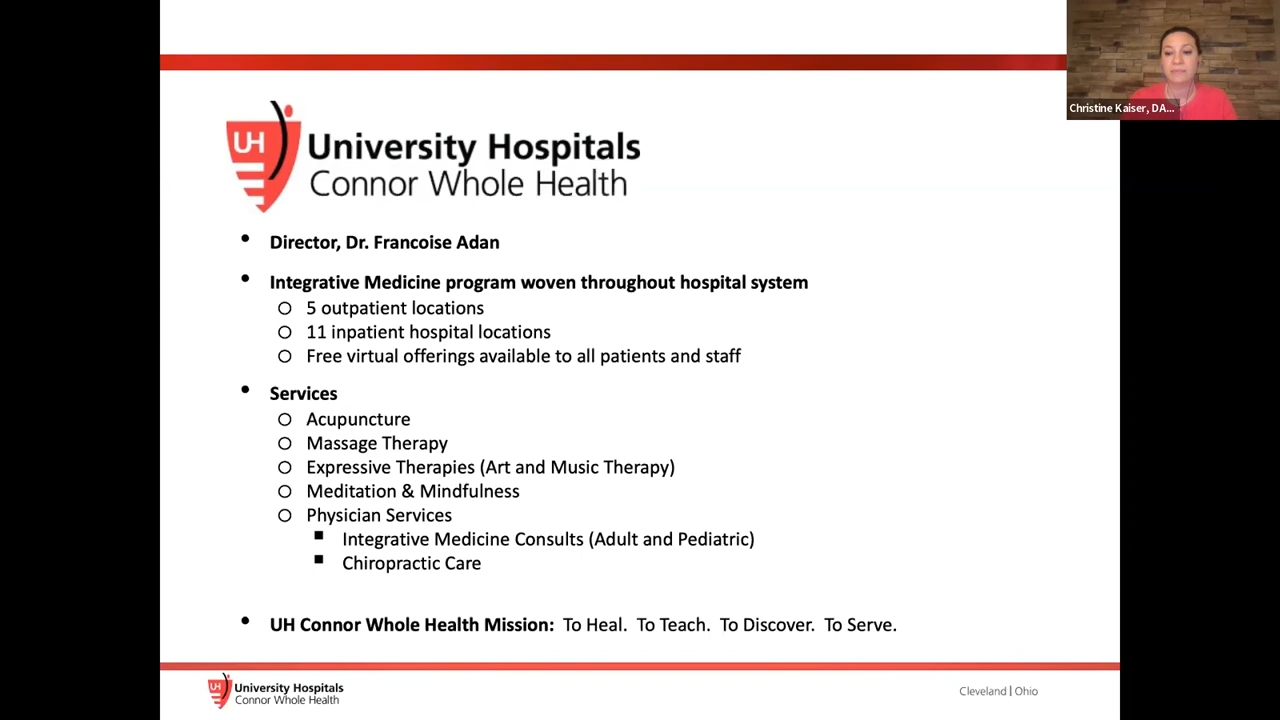 Christine Kaiser, DA...
UH
University Hospitals
Connor Whole Health
• Director, Dr. Francoise Adan
• Integrative Medicine program woven throughout hospital system
○ 5 outpatient locations
○ 11 inpatient hospital locations
○ Free virtual offerings available to all patients and staff
• Services
○ Acupuncture
○ Massage Therapy
○ Expressive Therapies (Art and Music Therapy)
○ Meditation & Mindfulness
○ Physician Services
▪ Integrative Medicine Consults (Adult and Pediatric)
▪ Chiropractic Care
• UH Connor Whole Health Mission: To Heal. To Teach. To Discover. To Serve.
UH
University Hospitals
Connor Whole Health
Cleveland | Ohio